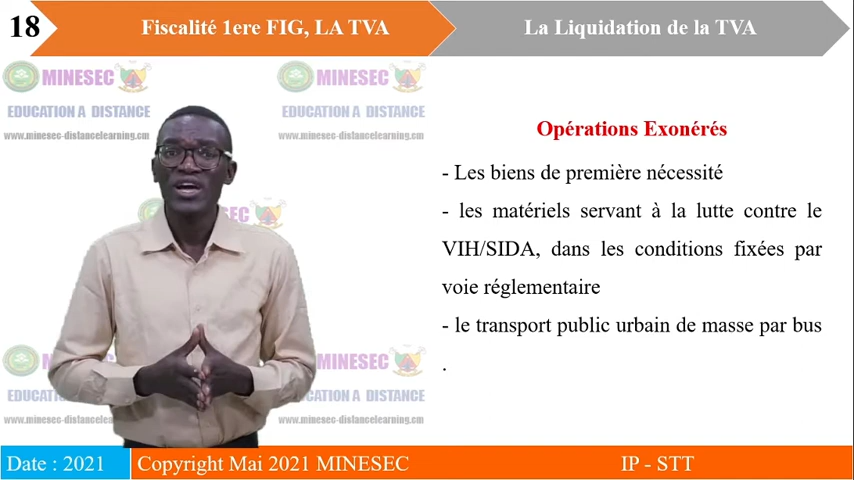 18
Fiscalité 1ere FIG, LA TVA
La Liquidation de la TVA
MINESEC
MINESEC
EDUCATION A DISTANCE
EDUCATION A DISTANCE
www.minesec-distancelearning.cm
www.minesec-distancelearning.cm
Opérations Exonérés
- Les biens de première nécessité
- les matériels servant à la lutte contre le
VIH/SIDA, dans les conditions fixées par
voie réglementaire
- le transport public urbain de masse par bus
.
MINESEC
EDUCATION A DISTANCE
www.minesec-distancelearning.cm
Date : 2021
Copyright Mai 2021 MINESEC
IP - STT